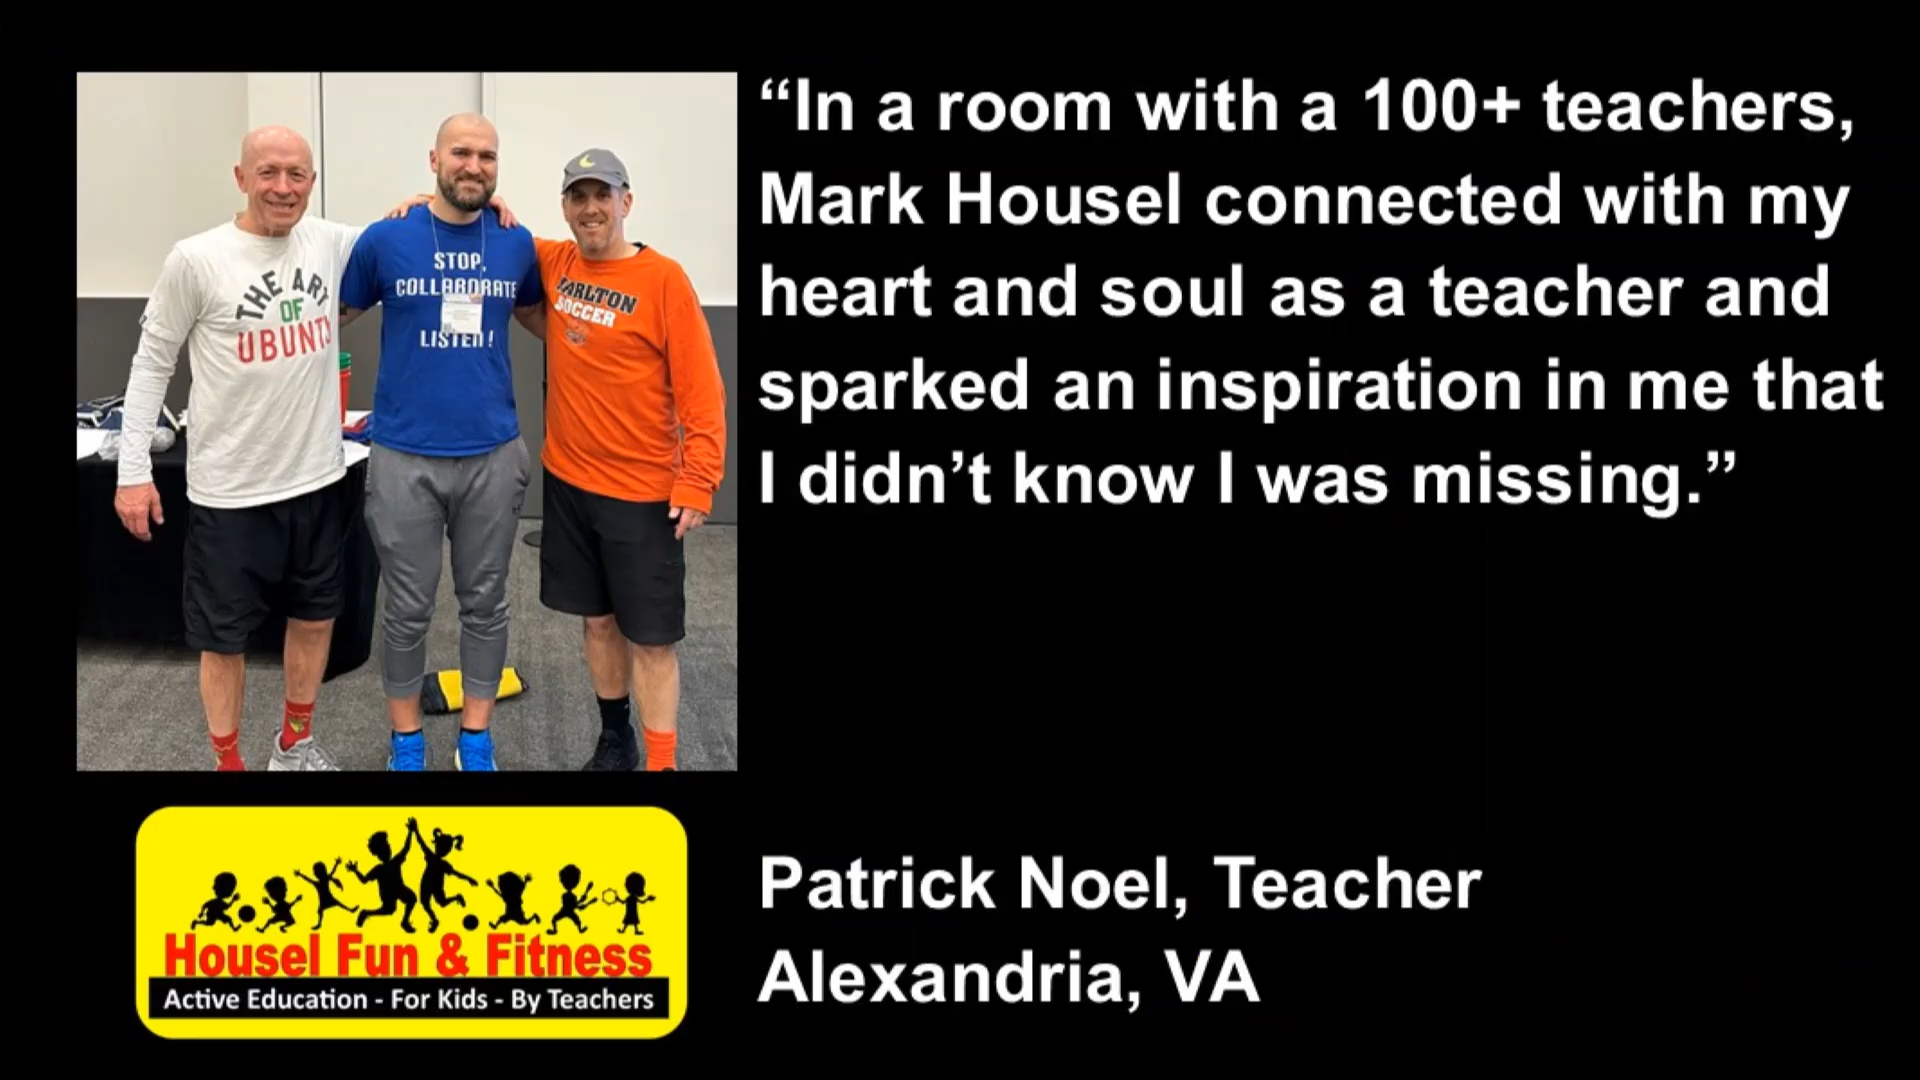 “In a room with a 100+ teachers,
Mark Housel connected with my
heart and soul as a teacher and
sparked an inspiration in me that
I didn’t know I was missing.”
THE ART
OF
UBUNTU
STOP,
COLLABORATE
LISTEN!
SOCCER
Housel Fun & Fitness
Active Education - For Kids - By Teachers
Patrick Noel, Teacher
Alexandria, VA